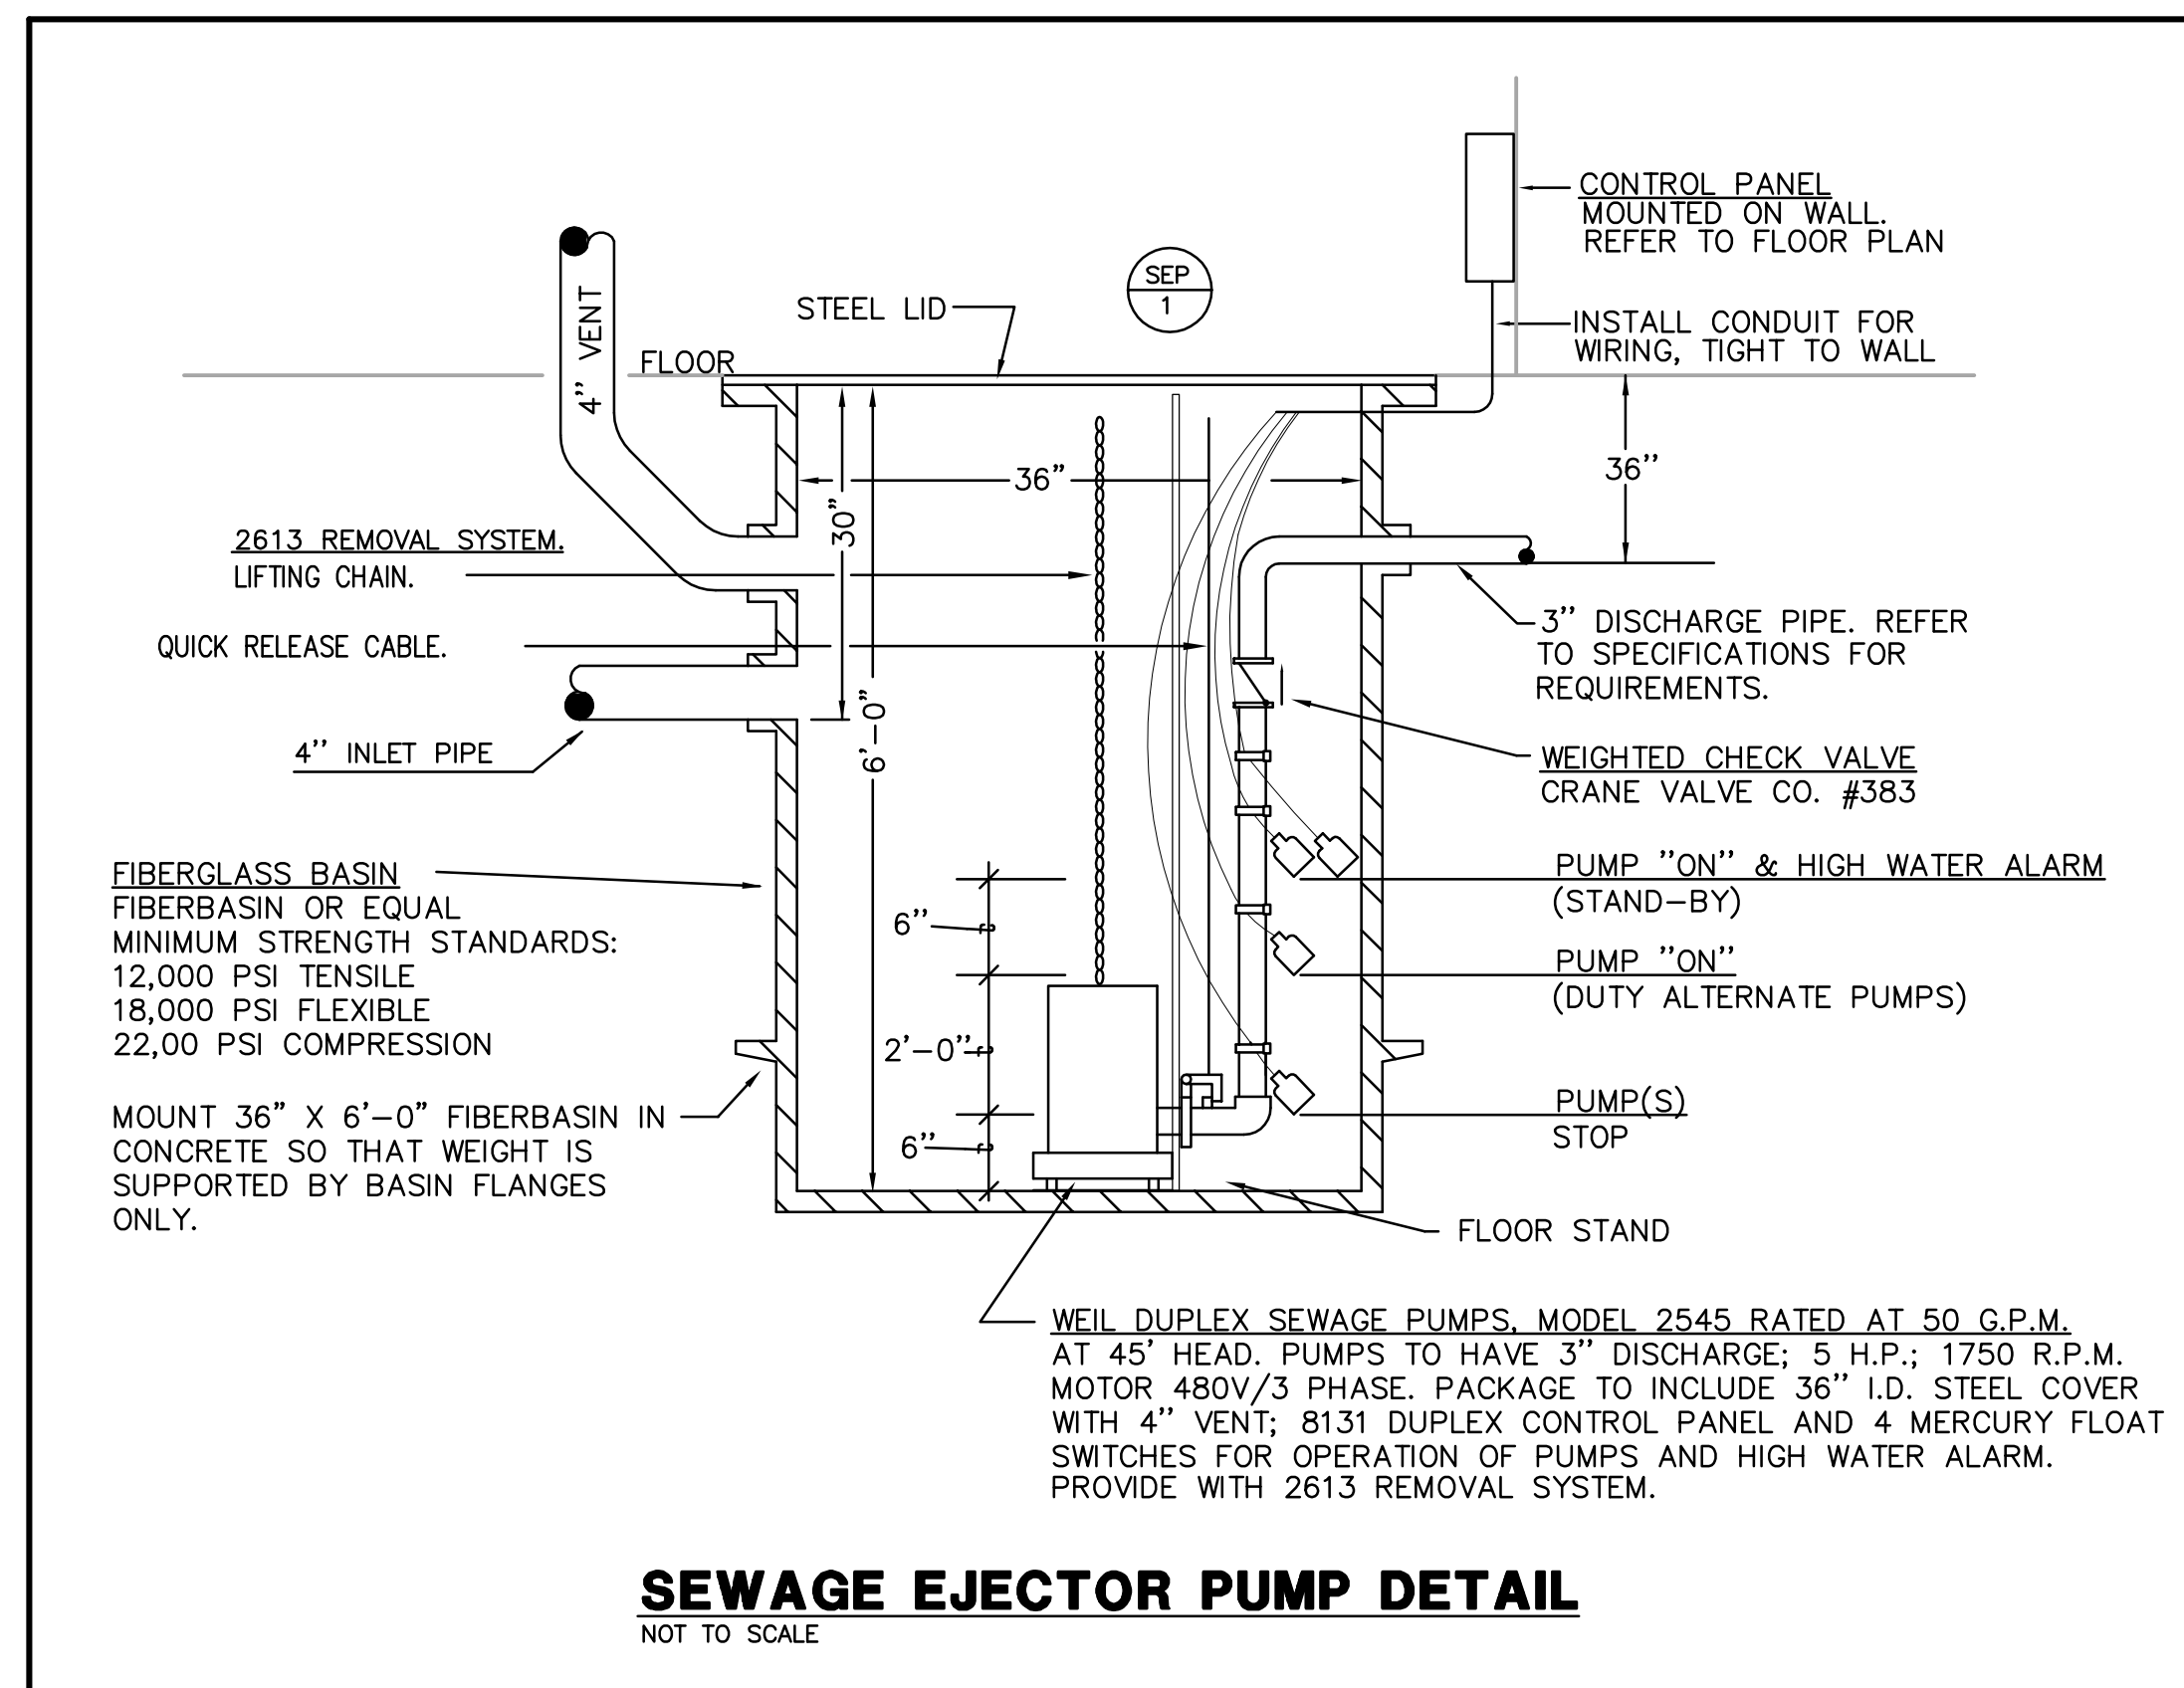 CONTROL PANEL
MOUNTED ON WALL.
REFER TO FLOOR PLAN
SEP
1
STEEL LID
INSTALL CONDUIT FOR
WIRING, TIGHT TO WALL
4" VENT
FLOOR
36"
36"
30"
2613 REMOVAL SYSTEM.
LIFTING CHAIN.
QUICK RELEASE CABLE.
3" DISCHARGE PIPE. REFER
TO SPECIFICATIONS FOR
REQUIREMENTS.
6'-0"
4" INLET PIPE
WEIGHTED CHECK VALVE
CRANE VALVE CO. #383
FIBERGLASS BASIN
FIBERBASIN OR EQUAL
MINIMUM STRENGTH STANDARDS:
12,000 PSI TENSILE
18,000 PSI FLEXIBLE
22,00 PSI COMPRESSION
PUMP "ON" & HIGH WATER ALARM
(STAND-BY)
6"
PUMP "ON"
(DUTY ALTERNATE PUMPS)
2'-0"
MOUNT 36" X 6'-0" FIBERBASIN IN
CONCRETE SO THAT WEIGHT IS
SUPPORTED BY BASIN FLANGES
ONLY.
PUMP(S)
STOP
6"
FLOOR STAND
WEIL DUPLEX SEWAGE PUMPS, MODEL 2545 RATED AT 50 G.P.M.
AT 45' HEAD. PUMPS TO HAVE 3" DISCHARGE; 5 H.P.; 1750 R.P.M.
MOTOR 480V/3 PHASE. PACKAGE TO INCLUDE 36" I.D. STEEL COVER
WITH 4" VENT; 8131 DUPLEX CONTROL PANEL AND 4 MERCURY FLOAT
SWITCHES FOR OPERATION OF PUMPS AND HIGH WATER ALARM.
PROVIDE WITH 2613 REMOVAL SYSTEM.
SEWAGE EJECTOR PUMP DETAIL
NOT TO SCALE